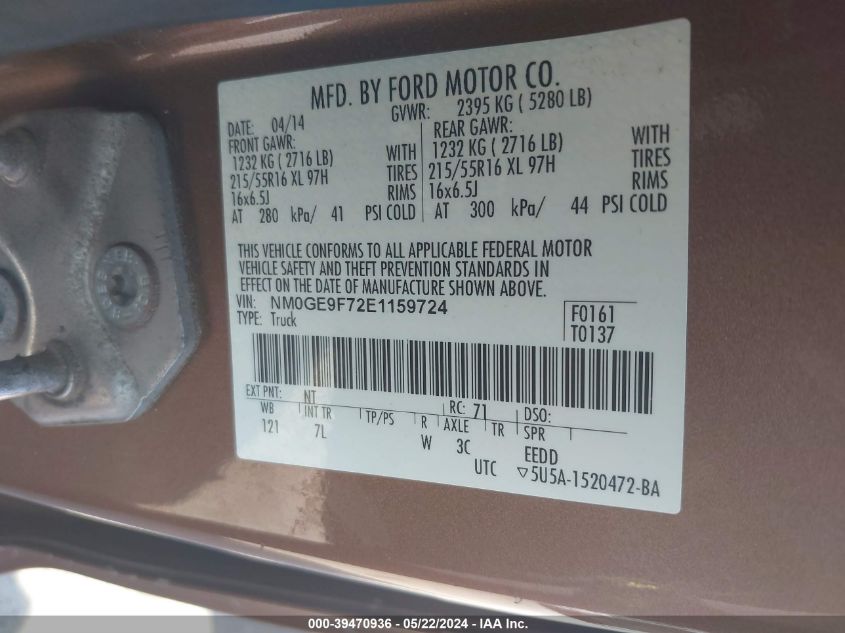 MFD. BY FORD MOTOR CO.
DATE: 04/14 GVWR: 2395 KG ( 5280 LB)
FRONT GAWR: REAR GAWR:
1232 KG ( 2716 LB) WITH 1232 KG ( 2716 LB) WITH
215/55R16 XL 97H TIRES 215/55R16 XL 97H TIRES
16x6.5J RIMS 16x6.5J RIMS
AT 280 kPa/ 41 PSI COLD AT 300 kPa/ 44 PSI COLD
THIS VEHICLE CONFORMS TO ALL APPLICABLE FEDERAL MOTOR
VEHICLE SAFETY AND THEFT PREVENTION STANDARDS IN
EFFECT ON THE DATE OF MANUFACTURE SHOWN ABOVE.
VIN: NM0GE9F72E1159724 F0161
TYPE: Truck T0137
EXT PNT: NT RC: 71 DSO:
WB INT TR TP/PS R AXLE TR SPR
121 7L W 3C EEDD
UTC ▽5U5A-1520472-BA
000-39470936 - 05/22/2024 - IAAI.com